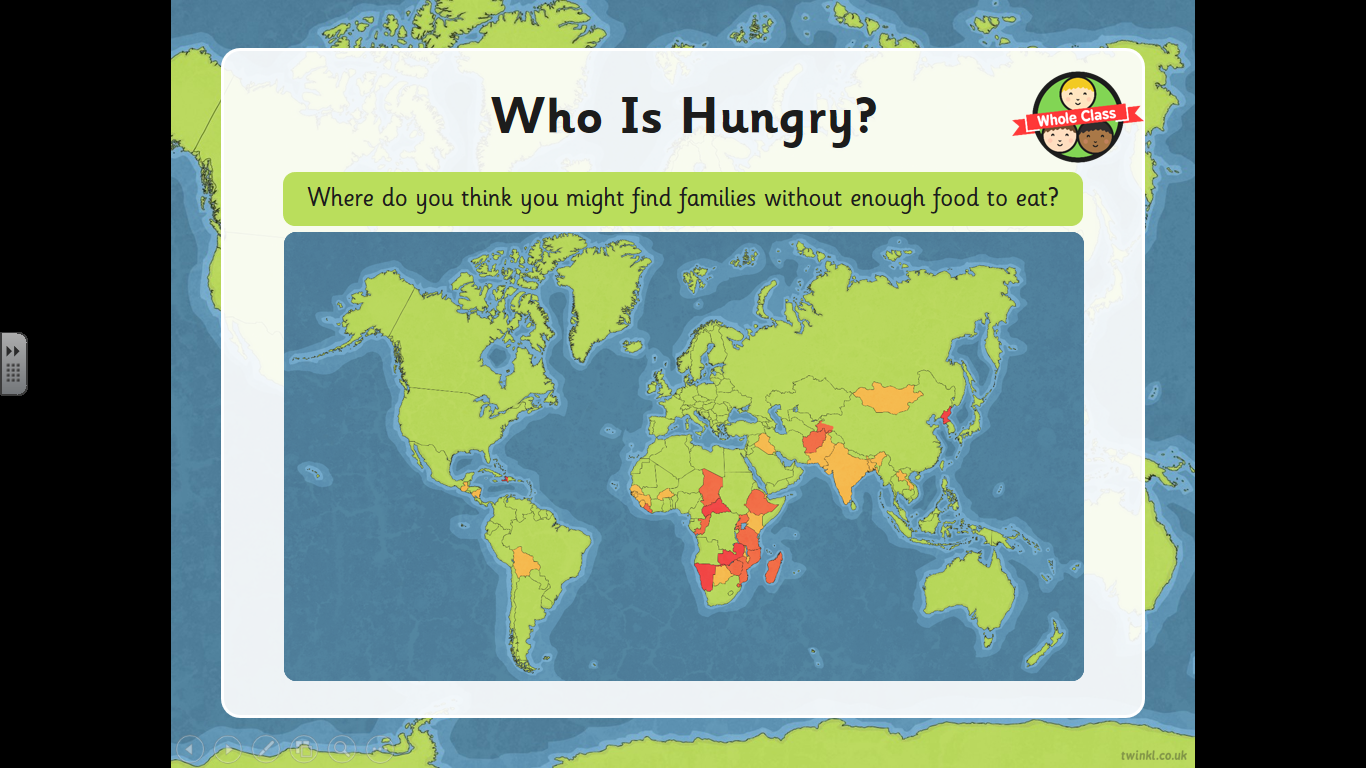 Who Is Hungry?
Whole Class
Where do you think you might find families without enough food to eat?
twinkl.co.uk